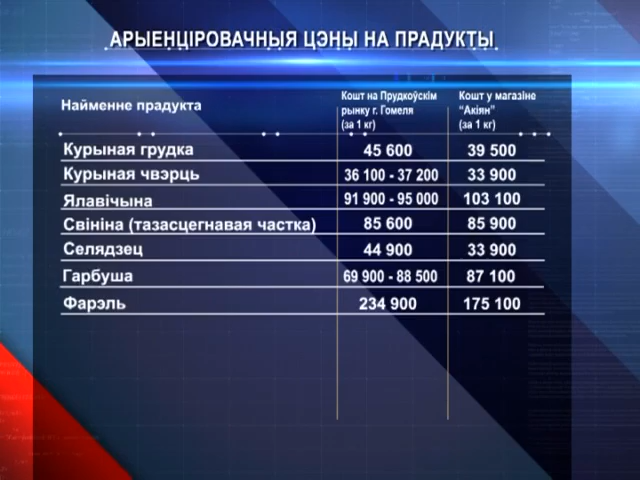 АРЫЕНЦІРОВАЧНЫЯ ЦЭНЫ НА ПРАДУКТЫ
Найменне прадукта
Кошт на Прудкоўскім
рынку г. Гомеля
(за 1 кг)
Кошт у магазіне
"Акіян"
(за 1 кг)
Курыная грудка 45 600 39 500
Курыная чвэрць 36 100 - 37 200 33 900
Ялавічына 91 900 - 95 000 103 100
Свініна (тазасцегнавая частка) 85 600 85 900
Селядзец 44 900 33 900
Гарбуша 69 900 - 88 500 87 100
Фарэль 234 900 175 100